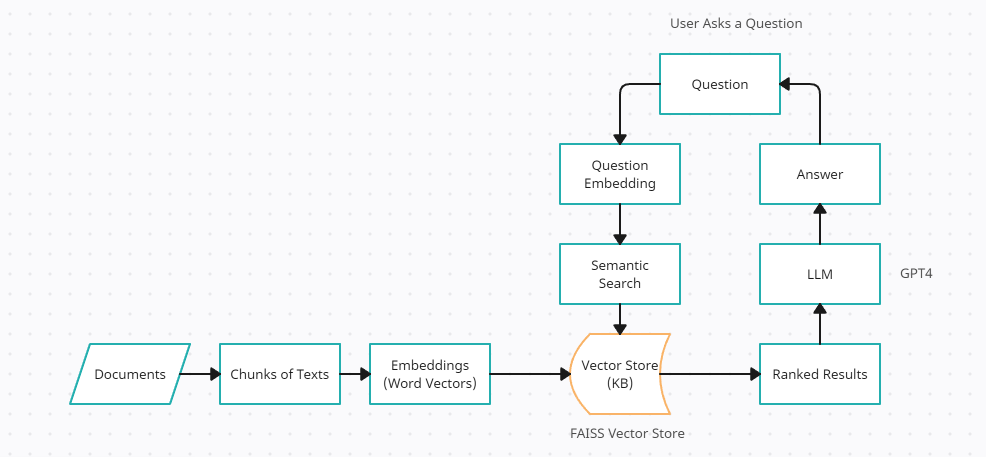 User Asks a Question
Question
Question
Embedding
Answer
Semantic
Search
LLM
GPT4
Documents
Chunks of Texts
Embeddings
(Word Vectors)
Vector Store
(KB)
Ranked Results
FAISS Vector Store